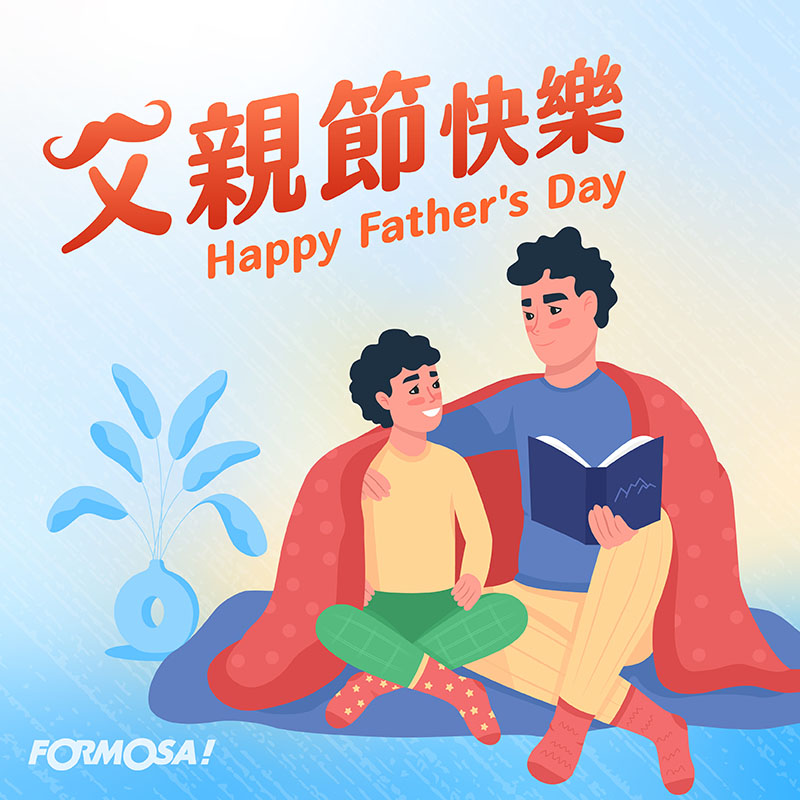 父親節快樂
Happy Father's Day
FORMOSA!